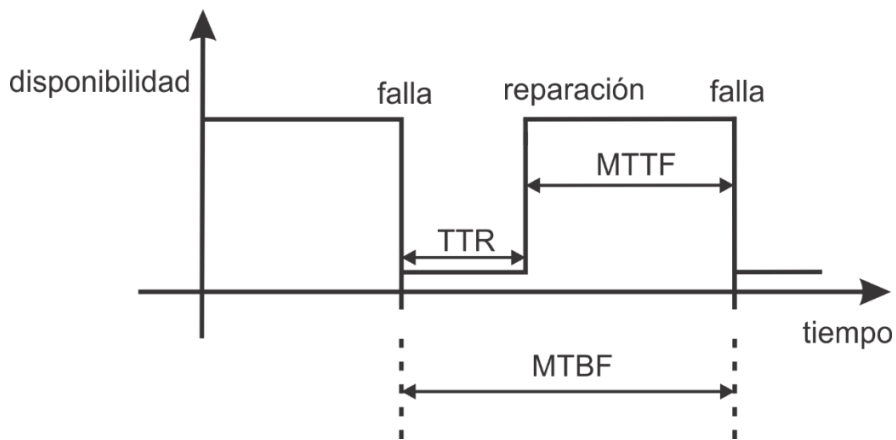 disponibilidad
falla
reparación
falla
MTTF
TTR
tiempo
MTBF